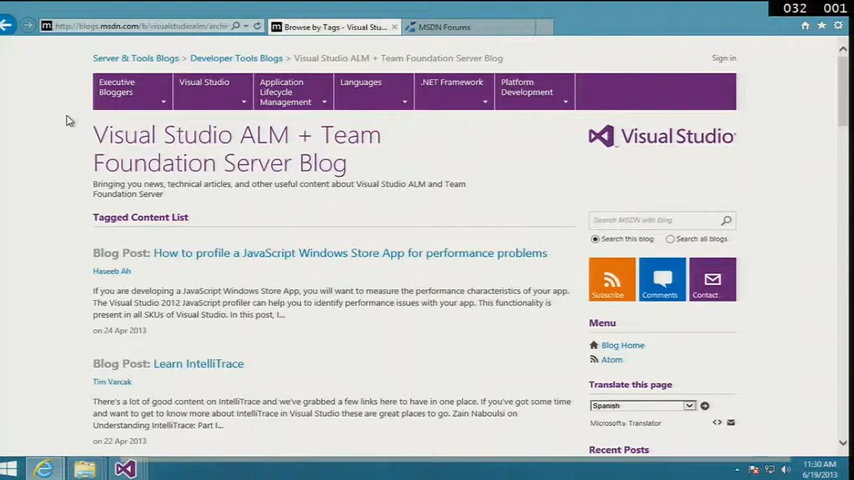 032 001
http://blogs.msdn.com/b/visualstudioalm/archi
Browse by Tags - Visual Stu...
MSDN Forums
Server & Tools Blogs > Developer Tools Blogs > Visual Studio ALM + Team Foundation Server Blog
Sign in
Executive Bloggers
Visual Studio
Application Lifecycle Management
Languages
.NET Framework
Platform Development
Visual Studio ALM + Team
Foundation Server Blog
Visual Studio
Bringing you news, technical articles, and other useful content about Visual Studio ALM and Team
Foundation Server
Tagged Content List
Search MSDN with Bing
Search this blog
Search all blogs
Blog Post: How to profile a JavaScript Windows Store App for performance problems
Haseeb Ah
If you are developing a JavaScript Windows Store App, you will want to measure the performance characteristics of your app.
The Visual Studio 2012 JavaScript profiler can help you to identify performance issues with your app. This functionality is
present in all SKUs of Visual Studio. In this post, I...
on 24 Apr 2013
Subscribe
Comments
Contact
Menu
Blog Home
Atom
Blog Post: Learn IntelliTrace
Tim Varcak
There's a lot of good content on IntelliTrace and we've grabbed a few links here to have in one place. If you've got some time
and want to get to know more about IntelliTrace in Visual Studio these are great places to go. Zain Naboulsi on
Understanding IntelliTrace: Part I...
on 22 Apr 2013
Translate this page
Spanish
Microsoft® Translator
Recent Posts
11:30 AM
6/19/2013